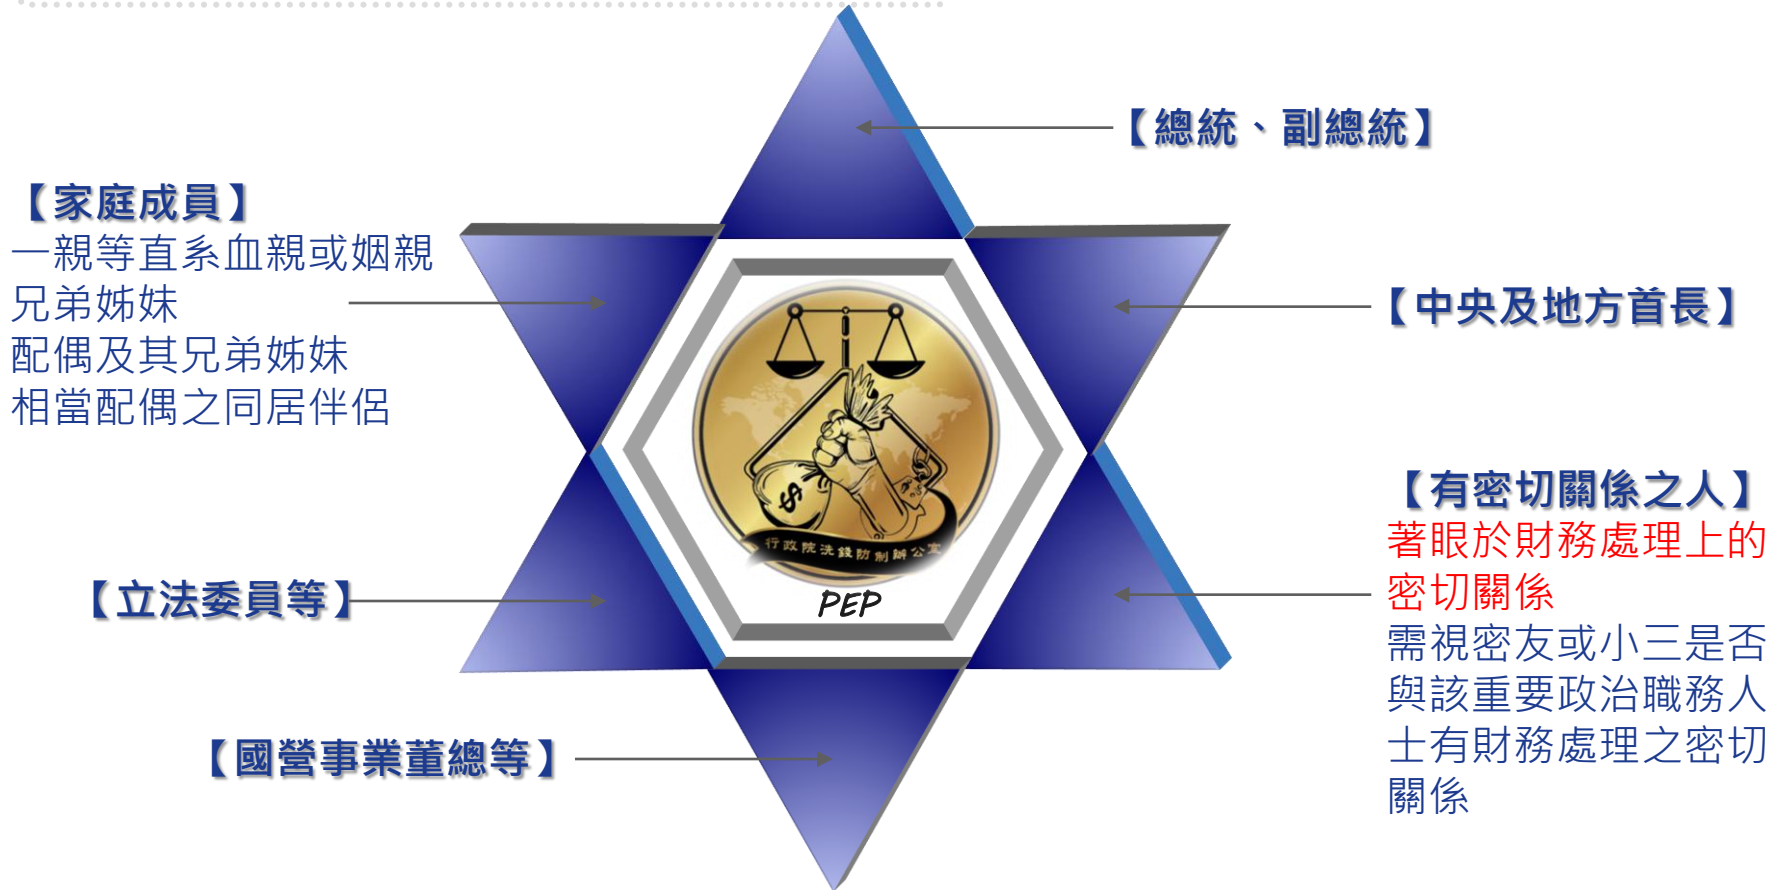 【總統、副總統】
【家庭成員】
一親等直系血親或姻親
兄弟姊妹
配偶及其兄弟姊妹
相當配偶之同居伴侶
【中央及地方首長】
【有密切關係之人】
著眼於財務處理上的
密切關係
需視密友或小三是否
與該重要政治職務人
士有財務處理之密切
關係
$
行政院洗錢防制辦公室
PEP
【立法委員等】
【國營事業董總等】